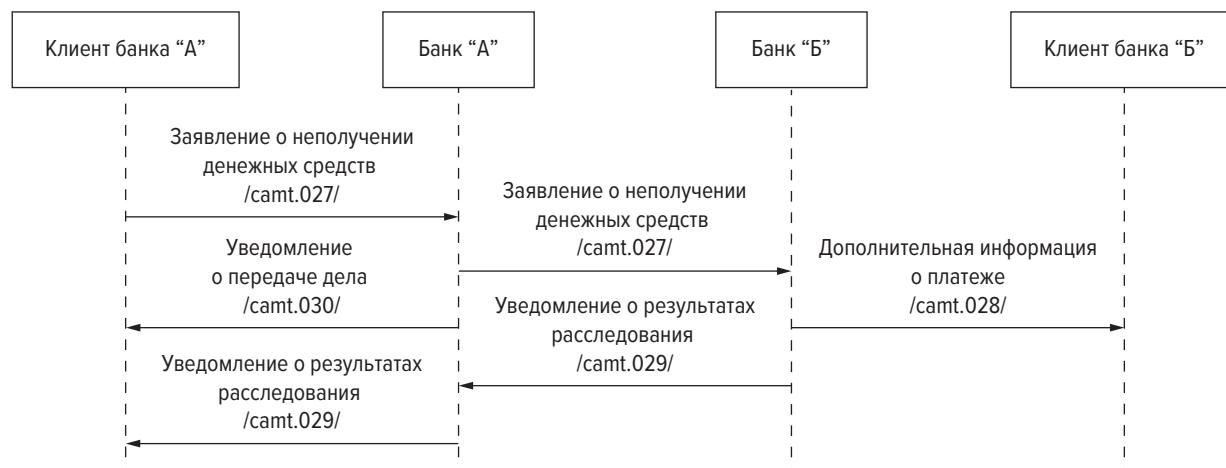 Клиент банка “А”
Банк “А”
Банк “Б”
Клиент банка “Б”
Заявление о неполучении
денежных средств
/camt.027/
Заявление о неполучении
денежных средств
/camt.027/
Уведомление
о передаче дела
/camt.030/
Дополнительная информация
о платеже
/camt.028/
Уведомление о результатах
расследования
/camt.029/
Уведомление о результатах
расследования
/camt.029/